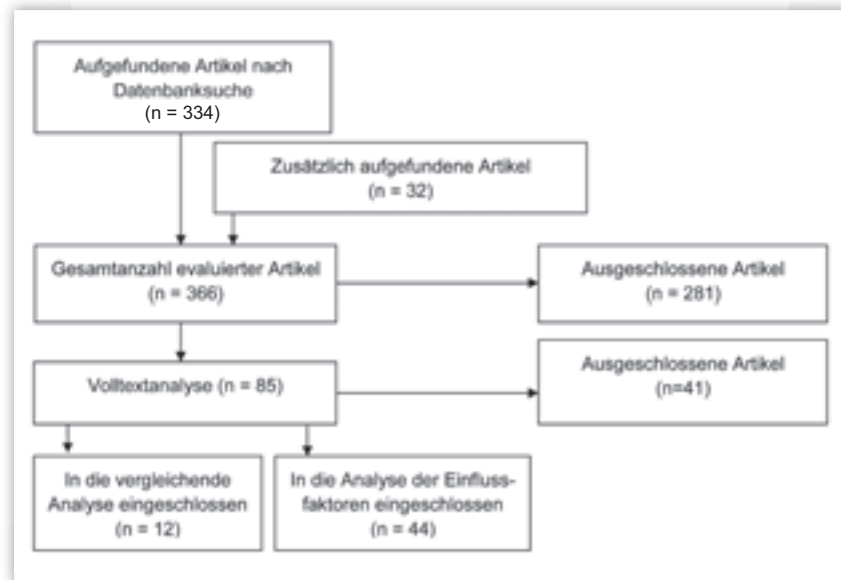 Aufgefundene Artikel nach
Datenbanksuche
(n = 334)
Zusätzlich aufgefundene Artikel
(n = 32)
Gesamtanzahl evaluierter Artikel
(n = 366)
Ausgeschlossene Artikel
(n = 281)
Volltextanalyse (n = 85)
Ausgeschlossene Artikel
(n=41)
In die vergleichende
Analyse eingeschlossen
(n = 12)
In die Analyse der Einfluss-
faktoren eingeschlossen
(n = 44)